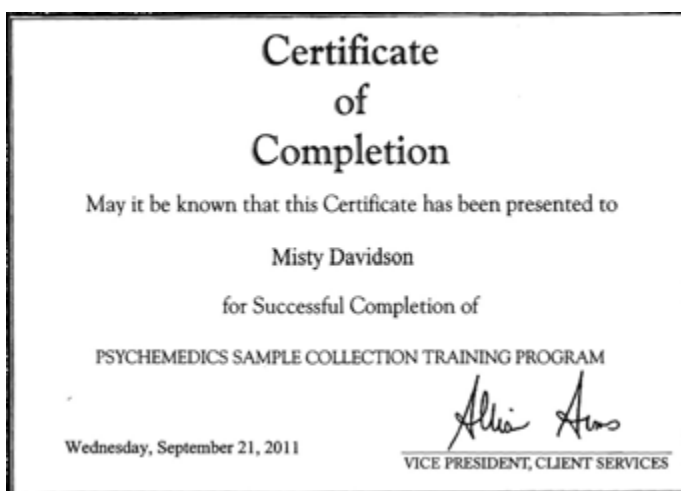 Certificate
of
Completion
May it be known that this Certificate has been presented to
Misty Davidson
for Successful Completion of
PSYCHEMEDICS SAMPLE COLLECTION TRAINING PROGRAM
Wednesday, September 21, 2011
VICE PRESIDENT, CLIENT SERVICES